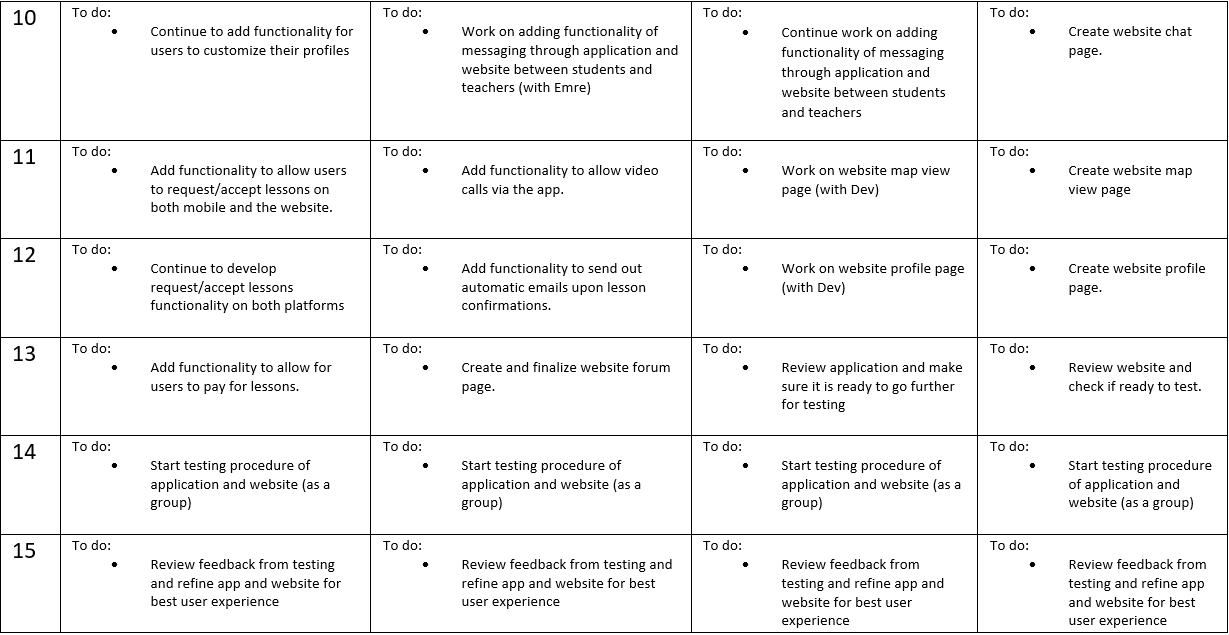 10
To do:
• Continue to add functionality for
users to customize their profiles
To do:
• Work on adding functionality of
messaging through application and
website between students and
teachers (with Emre)
To do:
• Continue work on adding
functionality of messaging
through application and
website between students
and teachers
To do:
• Create website chat
page.
11
To do:
• Add functionality to allow users
to request/accept lessons on
both mobile and the website.
To do:
• Add functionality to allow video
calls via the app.
To do:
• Work on website map view
page (with Dev)
To do:
• Create website map
view page
12
To do:
• Continue to develop
request/accept lessons
functionality on both platforms
To do:
• Add functionality to send out
automatic emails upon lesson
confirmations.
To do:
• Work on website profile page
(with Dev)
To do:
• Create website profile
page.
13
To do:
• Add functionality to allow for
users to pay for lessons.
To do:
• Create and finalize website forum
page.
To do:
• Review application and make
sure it is ready to go further
for testing
To do:
• Review website and
check if ready to test.
14
To do:
• Start testing procedure of
application and website (as a
group)
To do:
• Start testing procedure of
application and website (as a
group)
To do:
• Start testing procedure of
application and website (as a
group)
To do:
• Start testing procedure
of application and
website (as a group)
15
To do:
• Review feedback from testing
and refine app and website for
best user experience
To do:
• Review feedback from testing and
refine app and website for best
user experience
To do:
• Review feedback from
testing and refine app and
website for best user
experience
To do:
• Review feedback from
testing and refine app
and website for best
user experience